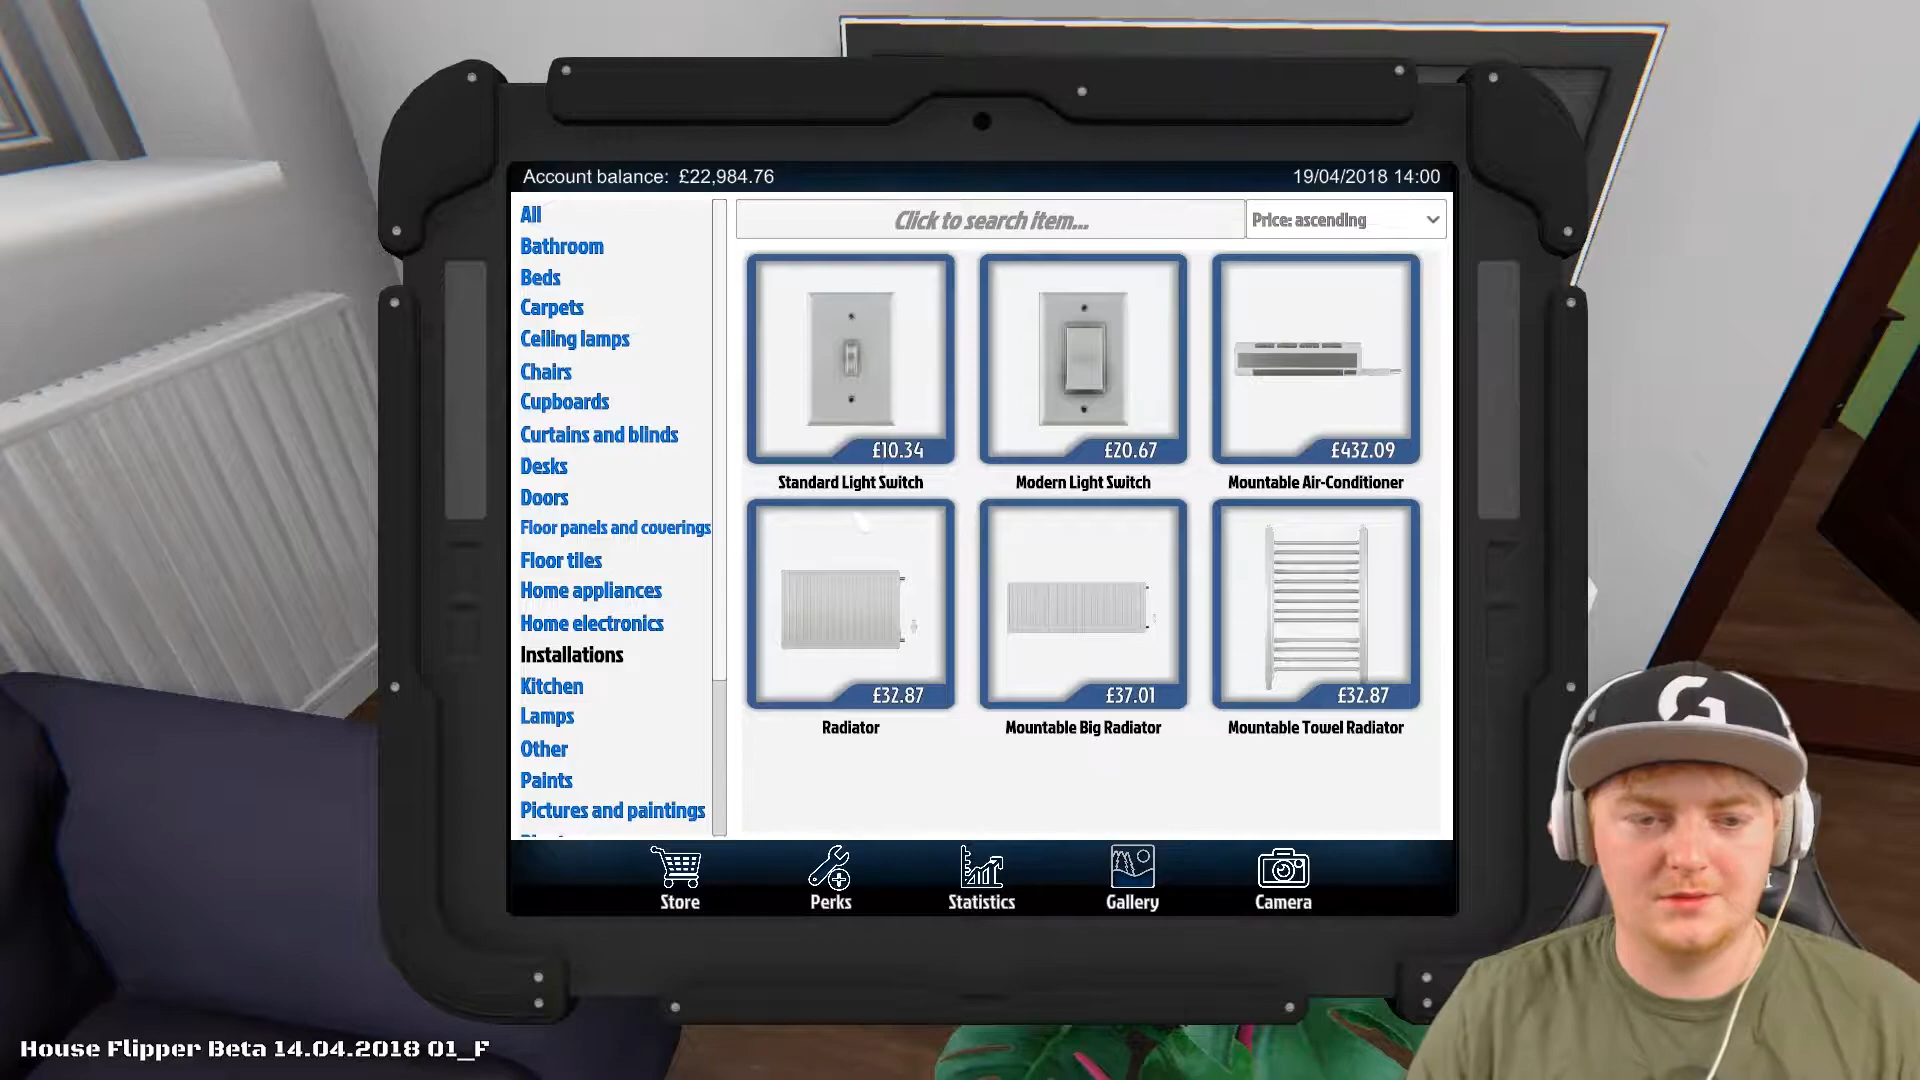 Account balance: £22,984.76
19/04/2018 14:00
All
Bathroom
Beds
Carpets
Ceiling lamps
Chairs
Cupboards
Curtains and blinds
Desks
Doors
Floor panels and coverings
Floor tiles
Home appliances
Home electronics
Installations
Kitchen
Lamps
Other
Paints
Pictures and paintings
Click to search item...
Price: ascending
£10.34
£20.67
£432.09
Standard Light Switch
Modern Light Switch
Mountable Air-Conditioner
£32.87
£37.01
£32.87
Radiator
Mountable Big Radiator
Mountable Towel Radiator
Store
Perks
Statistics
Gallery
Camera
House Flipper Beta 14.04.2018 01_F